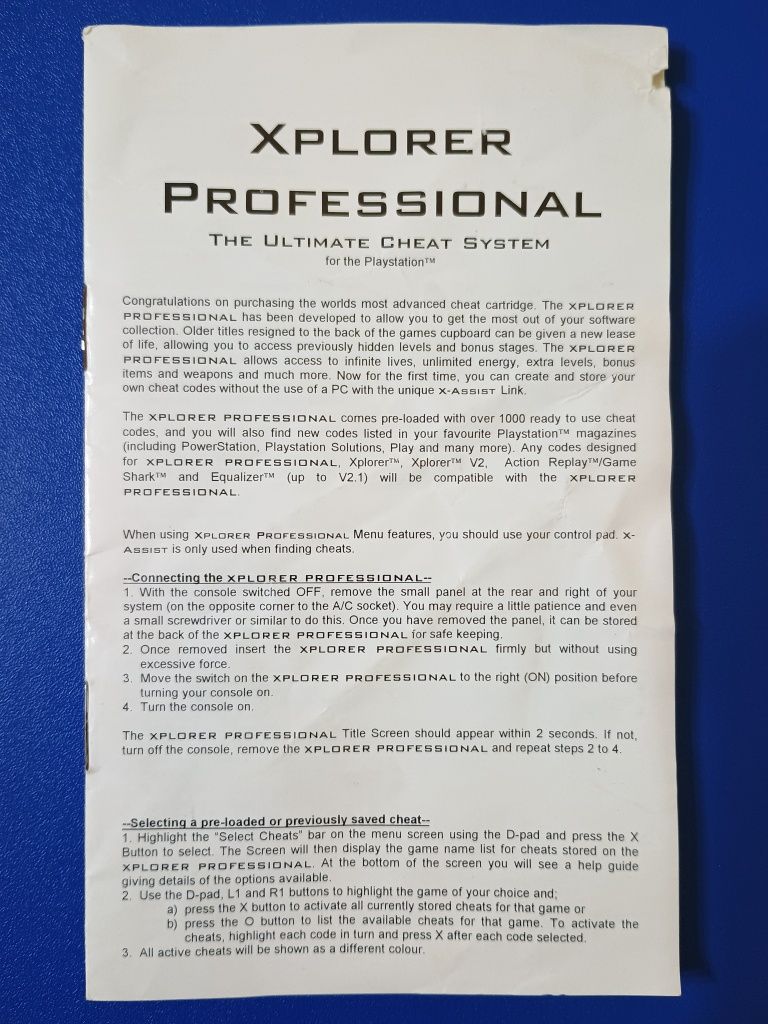 XPLORER
PROFESSIONAL
THE ULTIMATE CHEAT SYSTEM
for the Playstation™
Congratulations on purchasing the worlds most advanced cheat cartridge. The XPLORER
PROFESSIONAL has been developed to allow you to get the most out of your software
collection. Older titles resigned to the back of the games cupboard can be given a new lease
of life, allowing you to access previously hidden levels and bonus stages. The XPLORER
PROFESSIONAL allows access to infinite lives, unlimited energy, extra levels, bonus
items and weapons and much more. Now for the first time, you can create and store your
own cheat codes without the use of a PC with the unique X-ASSIST Link.
The XPLORER PROFESSIONAL comes pre-loaded with over 1000 ready to use cheat
codes, and you will also find new codes listed in your favourite Playstation™ magazines
(including PowerStation, Playstation Solutions, Play and many more). Any codes designed
for XPLORER PROFESSIONAL, Xplorer™, Xplorer™ V2, Action Replay™/Game
Shark™ and Equalizer™ (up to V2.1) will be compatible with the XPLORER
PROFESSIONAL.
When using XPLORER PROFESSIONAL Menu features, you should use your control pad. X-
ASSIST is only used when finding cheats.
--Connecting the XPLORER PROFESSIONAL--
1. With the console switched OFF, remove the small panel at the rear and right of your
system (on the opposite corner to the A/C socket). You may require a little patience and even
a small screwdriver or similar to do this. Once you have removed the panel, it can be stored
at the back of the XPLORER PROFESSIONAL for safe keeping.
2. Once removed insert the XPLORER PROFESSIONAL firmly but without using
excessive force.
3. Move the switch on the XPLORER PROFESSIONAL to the right (ON) position before
turning your console on.
4. Turn the console on.
The XPLORER PROFESSIONAL Title Screen should appear within 2 seconds. If not,
turn off the console, remove the XPLORER PROFESSIONAL and repeat steps 2 to 4.
--Selecting a pre-loaded or previously saved cheat--
1. Highlight the "Select Cheats" bar on the menu screen using the D-pad and press the X
Button to select. The Screen will then display the game name list for cheats stored on the
XPLORER PROFESSIONAL. At the bottom of the screen you will see a help guide
giving details of the options available.
2. Use the D-pad, L1 and R1 buttons to highlight the game of your choice and;
a) press the X button to activate all currently stored cheats for that game or
b) press the O button to list the available cheats for that game. To activate the
cheats, highlight each code in turn and press X after each code selected.
3. All active cheats will be shown as a different colour.